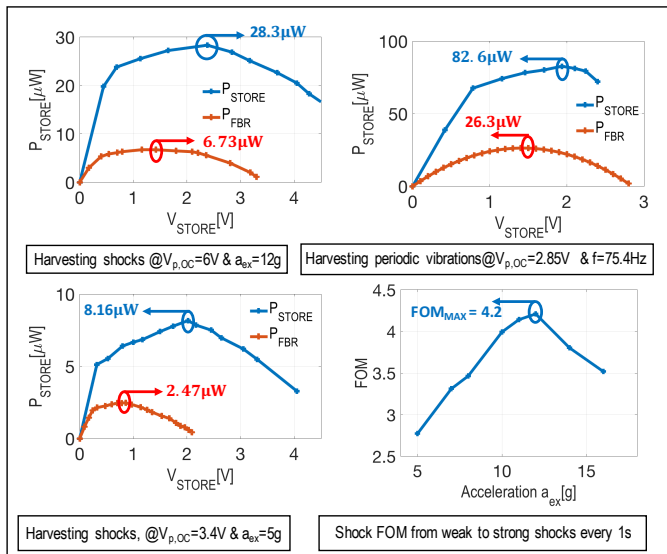 30
20
10
0
P_STORE[μW]
28.3μW
P_STORE
P_FBR
6.73μW
0 1 2 3 4
V_STORE[V]
Harvesting shocks @V_p,OC=6V & a_ex=12g
100
50
0
P_STORE[μW]
82.6μW
P_STORE
P_FBR
26.3μW
0 1 2 3
V_STORE[V]
Harvesting periodic vibrations@V_p,OC=2.85V & f=75.4Hz
10
5
0
P_STORE[μW]
8.16μW
P_STORE
P_FBR
2.47μW
0 1 2 3 4
V_STORE[V]
Harvesting shocks, @V_p,OC=3.4V & a_ex=5g
4.5
4
3.5
3
2.5
FOM
FOM_MAX = 4.2
5 10 15
Acceleration a_ex[g]
Shock FOM from weak to strong shocks every 1s